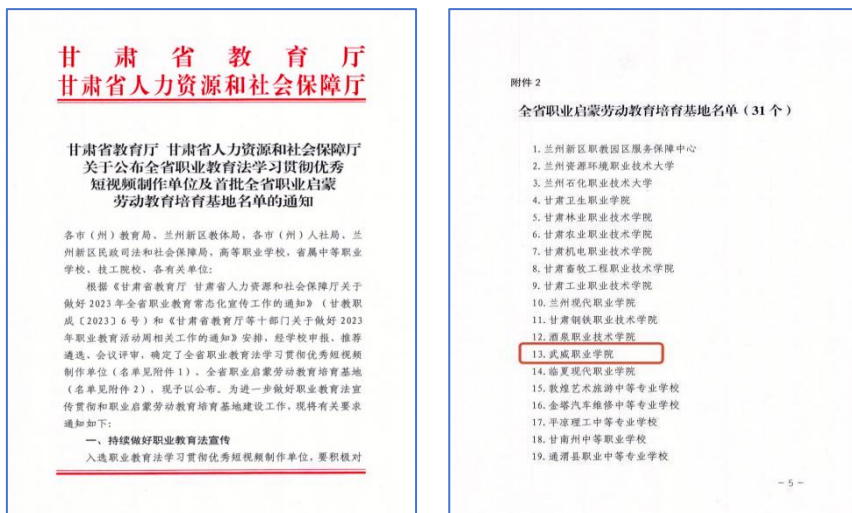 甘肃省教育厅
甘肃省人力资源和社会保障厅
甘肃省教育厅 甘肃省人力资源和社会保障厅
关于公布全省职业教育法学习贯彻优秀
短视频制作单位及首批全省职业启蒙
劳动教育培育基地名单的通知
各市（州）教育局、兰州新区教体局，各市（州）人社局、兰
州新区民政司法和社会保障局，高等职业学校，省属中等职业
学校、技工院校，各有关单位：
根据《甘肃省教育厅 甘肃省人力资源和社会保障厅关于
做好2023年全省职业教育常态化宣传工作的通知》（甘教职
成〔2023〕6号）和《甘肃省教育厅等十部门关于做好2023
年职业教育活动周相关工作的通知》安排，经学校申报、推荐
遴选、会议评审，确定了全省职业教育法学习贯彻优秀短视频
制作单位（名单见附件1）、全省职业启蒙劳动教育培育基地
（名单见附件2），现予以公布。为进一步做好职业教育法宣
传贯彻和职业启蒙劳动教育培育基地建设工作，现将有关要求
通知如下：
一、持续做好职业教育法宣传
入选职业教育法学习贯彻优秀短视频制作单位，要积极对
附件2
全省职业启蒙劳动教育培育基地名单（31个）
1. 兰州新区职教园区服务保障中心
2. 兰州资源环境职业技术大学
3. 兰州石化职业技术大学
4. 甘肃卫生职业学院
5. 甘肃林业职业技术学院
6. 甘肃农业职业技术学院
7. 甘肃机电职业技术学院
8. 甘肃畜牧工程职业技术学院
9. 甘肃工业职业技术学院
10. 兰州现代职业学院
11. 甘肃钢铁职业技术学院
12. 酒泉职业技术学院
13. 武威职业学院
14. 临夏现代职业学院
15. 敦煌艺术旅游中等专业学校
16. 金塔汽车维修中等专业学校
17. 平凉理工中等专业学校
18. 甘南州中等职业学校
19. 通渭县职业中等专业学校
- 5 -